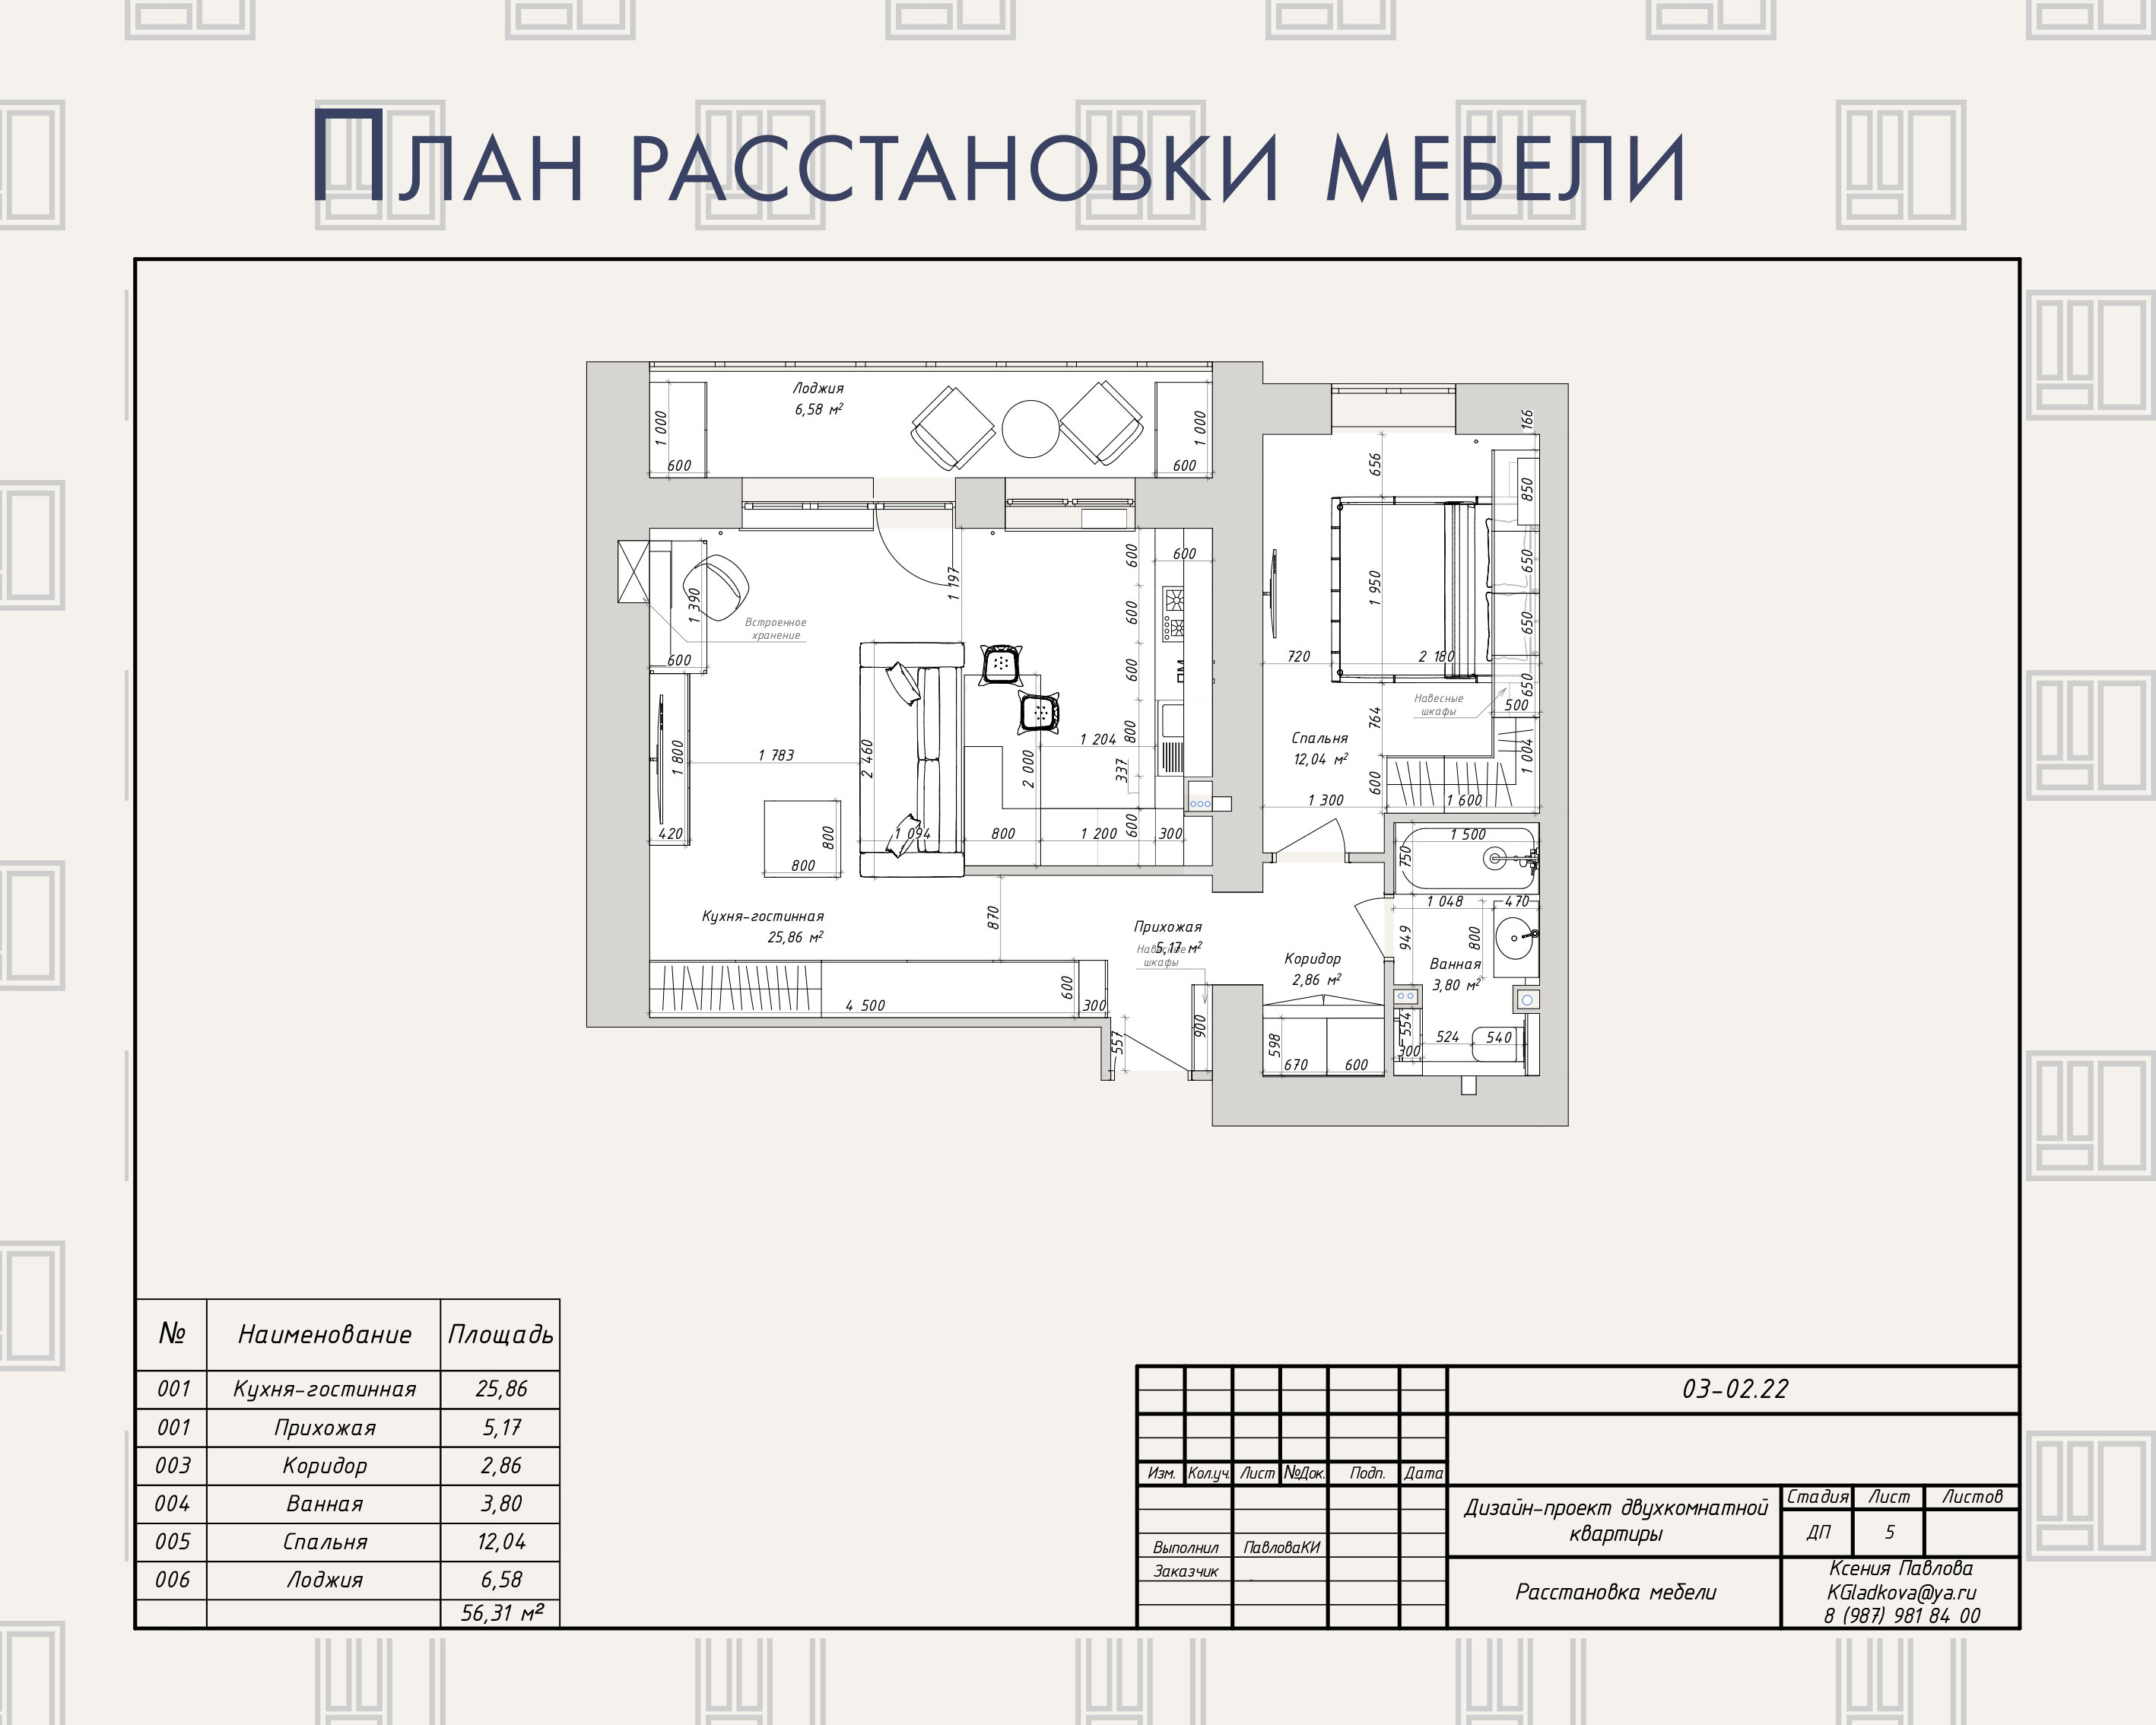 План расстановки мебели
Лоджия
6,58 м²
1 000
600
1 000
600
166
656
850
600
600
1 197
1 390
650
1 950
600
650
Встроенное
хранение
600
600
720
2 180
650
ПМ
Навесные
шкафы
500
764
800
1 204
1 783
1 800
2 460
2 000
337
Спальня
12,04 м²
1 004
600
1 300
1 600
420
800
800
1 094
800
1 200
600
300
1 500
750
1 048
470
Кухня-гостинная
25,86 м²
870
Прихожая
5,17 м²
Навесные
шкафы
949
800
Коридор
2,86 м²
Ванная
3,80 м²
4 500
600
300
557
900
598
670
600
554
300
524
540
№ Наименование Площадь
001 Кухня-гостинная 25,86
001 Прихожая 5,17
003 Коридор 2,86
004 Ванная 3,80
005 Спальня 12,04
006 Лоджия 6,58
56,31 м²
03-02.22
Изм. Кол.уч. Лист №Док. Подп. Дата
Дизайн-проект двухкомнатной
квартиры
Стадия Лист Листов
ДП 5
Выполнил ПавловаКИ
Заказчик
Расстановка мебели
Ксения Павлова
KGladkova@ya.ru
8 (987) 981 84 00